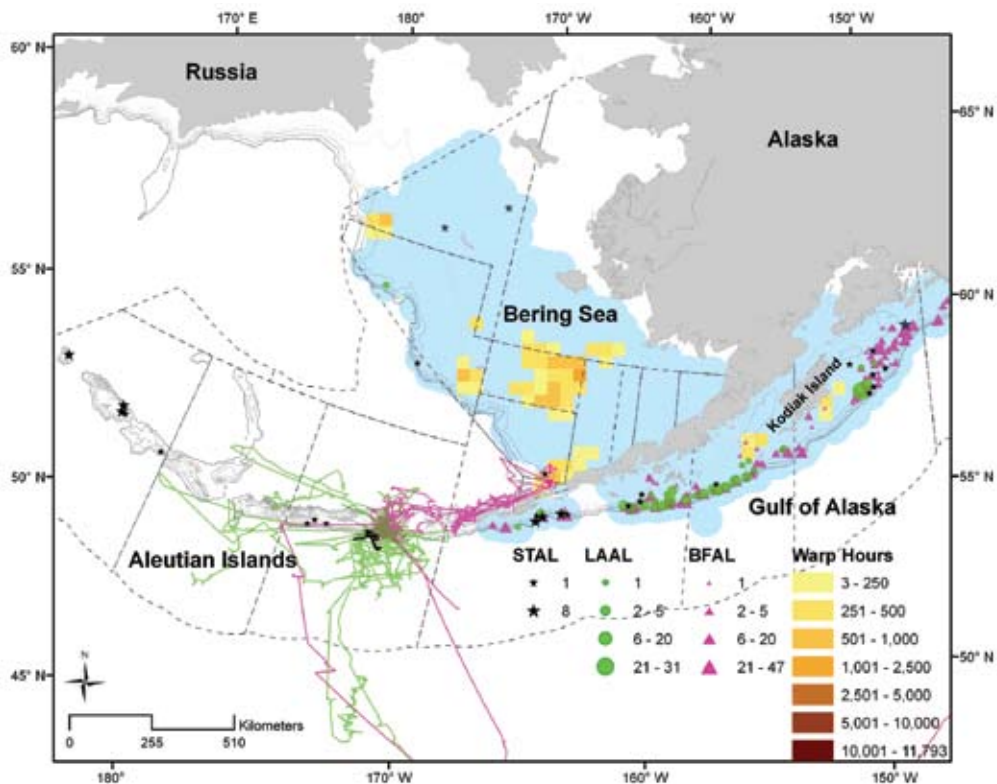 170° E
180°
170° W
160° W
150° W
60° N
Russia
65° N
Alaska
55° N
Bering Sea
60° N
Kodiak Island
50° N
55° N
Gulf of Alaska
Aleutian Islands
STAL LAAL BFAL Warp Hours
1 1 1 3 - 250
8 2 - 5 2 - 5 251 - 500
6 - 20 6 - 20 501 - 1,000
21 - 31 21 - 47 1,001 - 2,500
2,501 - 5,000
5,001 - 10,000
10,001 - 11,793
50° N
45° N
N
Kilometers
0 255 510
180°
170° W
160° W
150° W